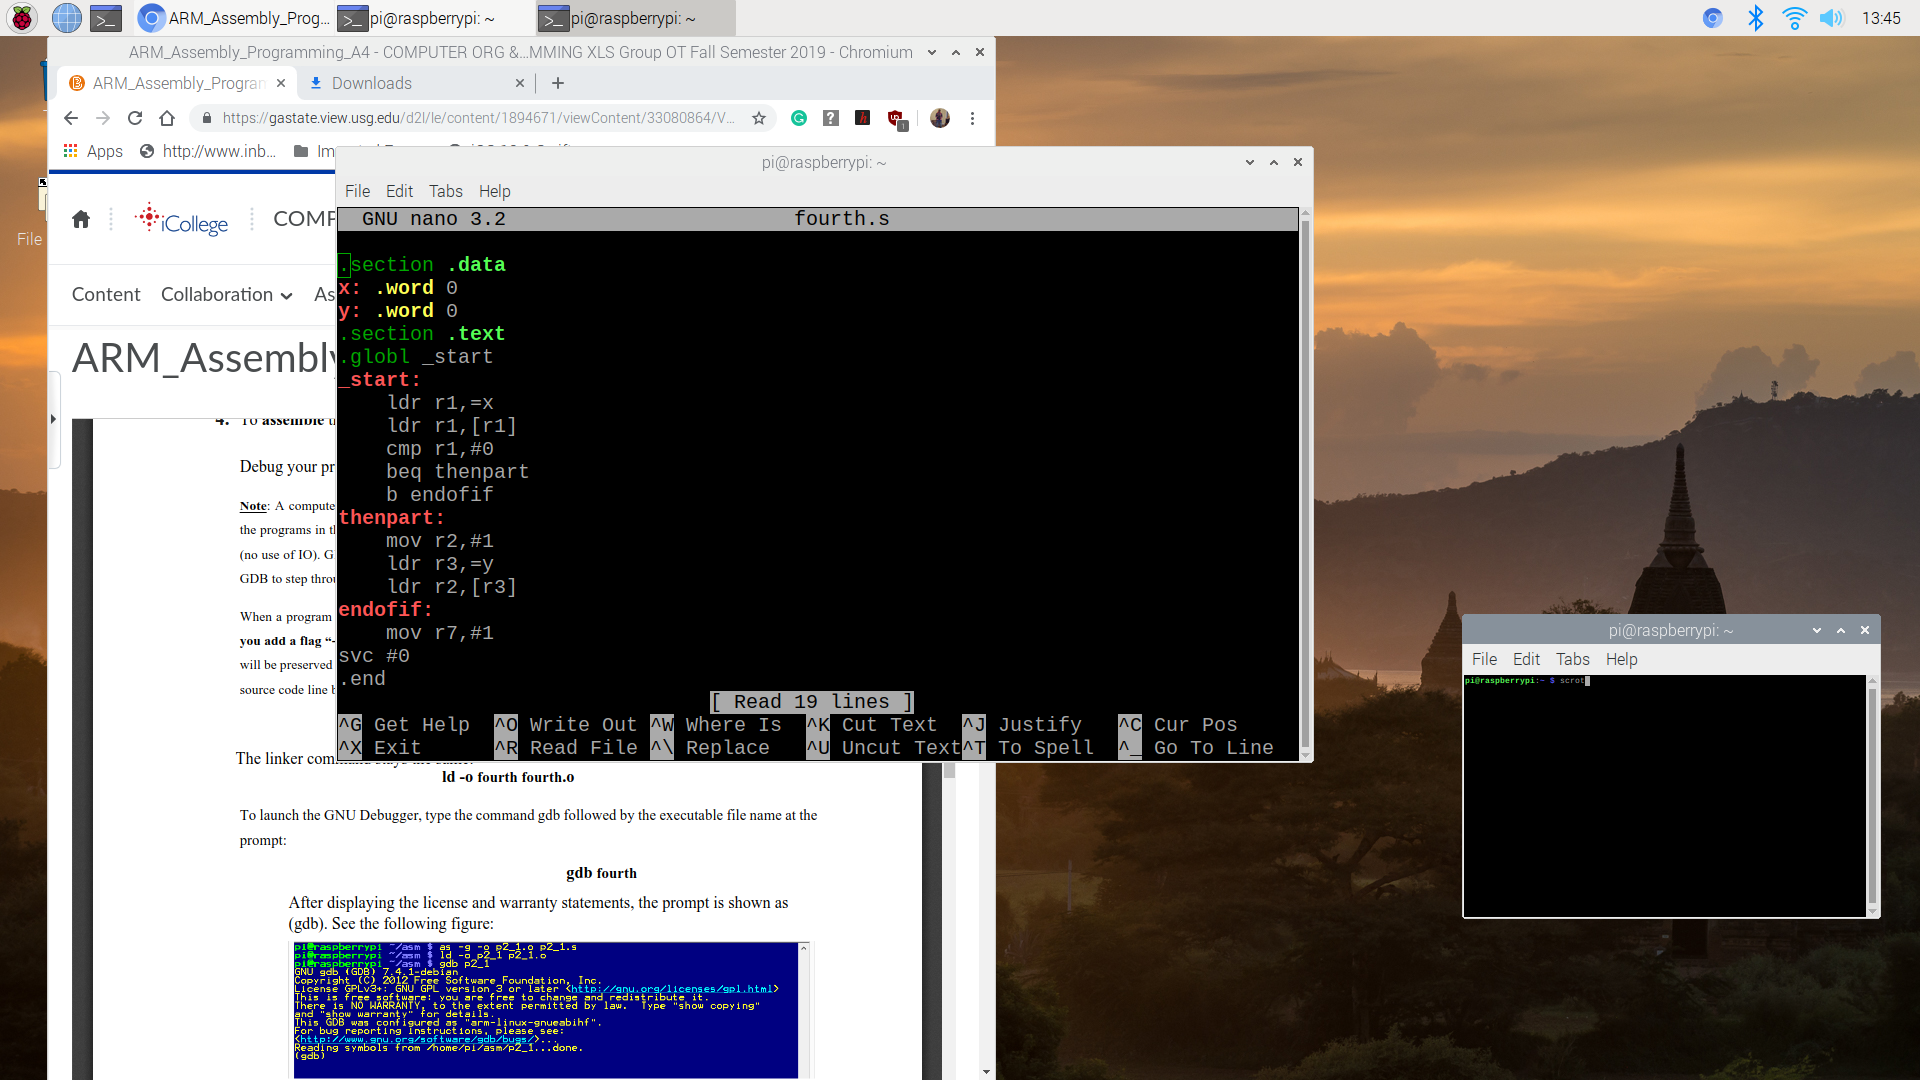 ARM_Assembly_Prog...
pi@raspberrypi: ~
pi@raspberrypi: ~
13:45
ARM_Assembly_Programming_A4 - COMPUTER ORG &...MMING XLS Group OT Fall Semester 2019 - Chromium
ARM_Assembly_Program
Downloads
https://gastate.view.usg.edu/d2l/le/content/1894671/viewContent/33080864/V...
Apps
http://www.inb...
File
iCollege
COMP
Content
Collaboration
As
ARM_Assembly
4. To assemble
Debug your pr
Note: A compute
the programs in th
(no use of IO). G
GDB to step throu
When a program
you add a flag “-
will be preserved
source code line b
The linker command stays the same:
ld -o fourth fourth.o
To launch the GNU Debugger, type the command gdb followed by the executable file name at the
prompt:
gdb fourth
After displaying the license and warranty statements, the prompt is shown as
(gdb). See the following figure:
pi@raspberrypi ~/asm $ as -g -o p2_1.o p2_1.s
pi@raspberrypi ~/asm $ ld -o p2_1 p2_1.o
pi@raspberrypi ~/asm $ gdb p2_1
GNU gdb (GDB) 7.4.1-debian
Copyright (C) 2012 Free Software Foundation, Inc.
License GPLv3+: GNU GPL version 3 or later <http://gnu.org/licenses/gpl.html>
This is free software: you are free to change and redistribute it.
There is NO WARRANTY, to the extent permitted by law.  Type "show copying"
and "show warranty" for details.
This GDB was configured as "arm-linux-gnueabihf".
For bug reporting instructions, please see:
<http://www.gnu.org/software/gdb/bugs/>...
Reading symbols from /home/pi/asm/p2_1...done.
(gdb)
pi@raspberrypi: ~
File Edit Tabs Help
GNU nano 3.2 fourth.s
.section .data
x: .word 0
y: .word 0
.section .text
.globl _start
_start:
ldr r1,=x
ldr r1,[r1]
cmp r1,#0
beq thenpart
b endofif
thenpart:
mov r2,#1
ldr r3,=y
ldr r2,[r3]
endofif:
mov r7,#1
svc #0
.end
[ Read 19 lines ]
^G Get Help ^O Write Out ^W Where Is ^K Cut Text ^J Justify ^C Cur Pos
^X Exit ^R Read File ^\ Replace ^U Uncut Text ^T To Spell ^_ Go To Line
pi@raspberrypi: ~
File Edit Tabs Help
pi@raspberrypi:~ $ scrot